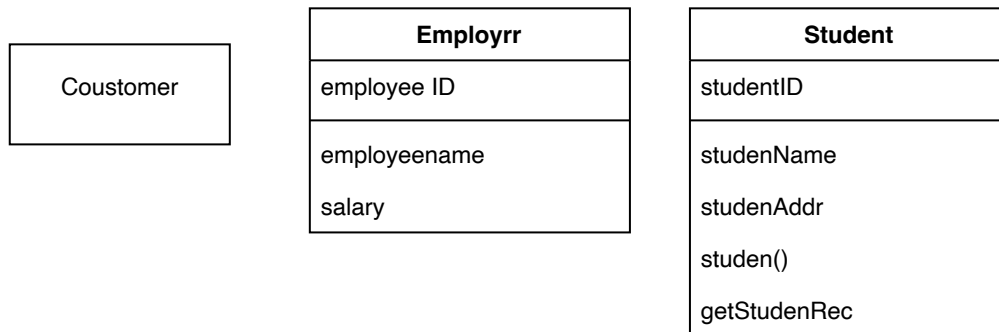 Coustomer
Employrr
employee ID
employeename
salary
Student
studentID
studenName
studenAddr
studen()
getStudenRec